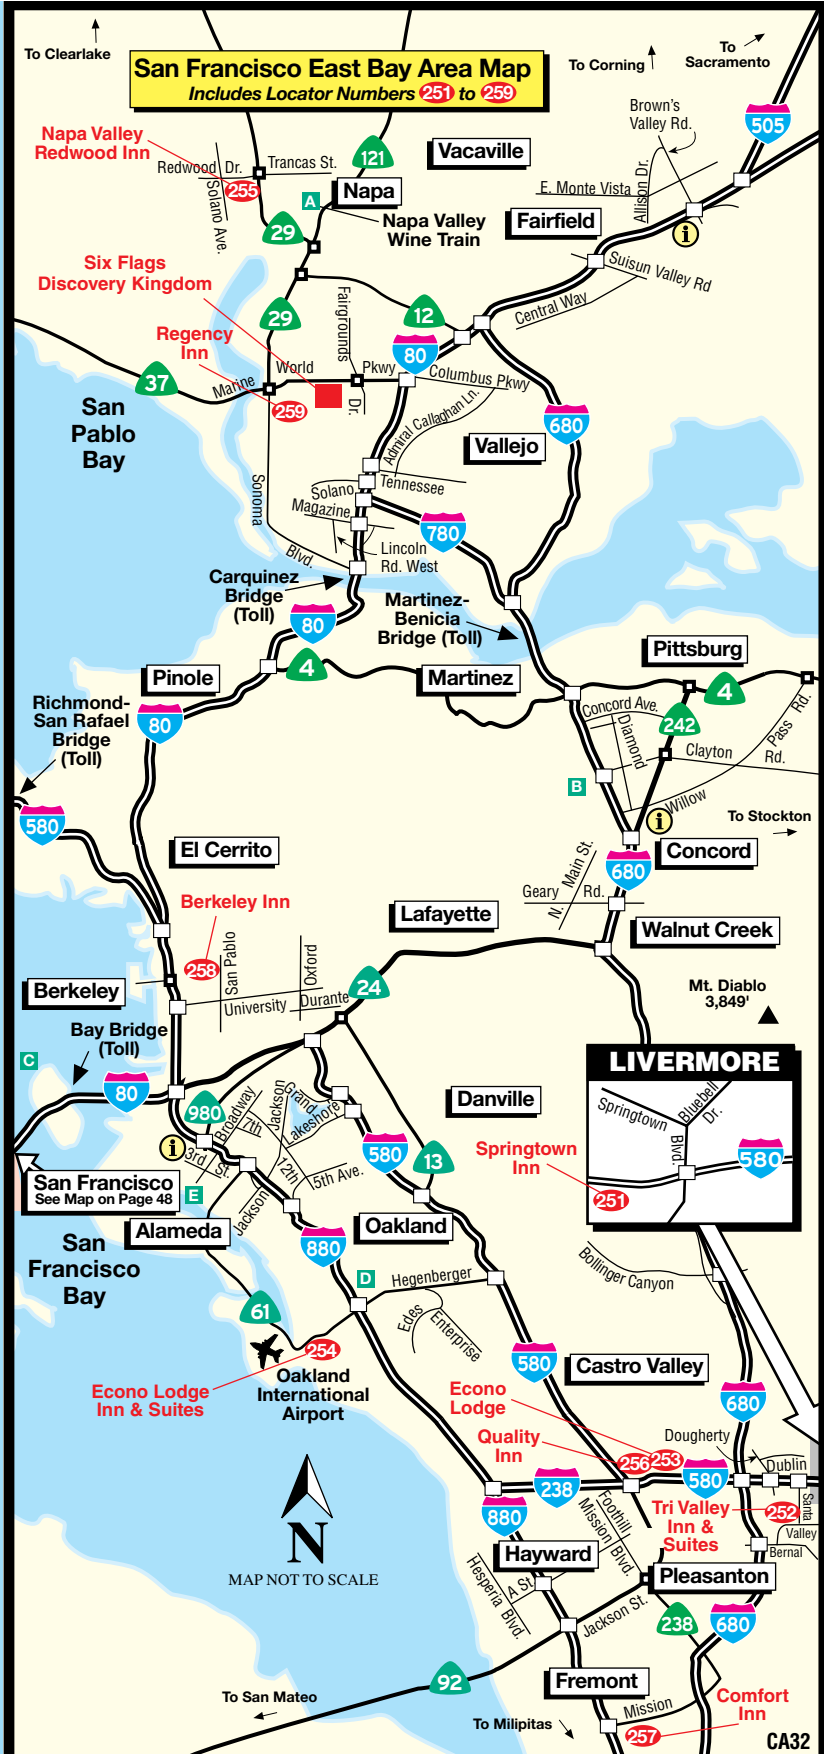 To Clearlake
San Francisco East Bay Area Map
Includes Locator Numbers 251 to 259
To Corning
To
Sacramento
505
Brown's
Valley Rd.
Napa Valley
Redwood Inn
Redwood Dr.
Trancas St.
121
Vacaville
255
Solano Ave.
A
Napa
E. Monte Vista
Allison Dr.
Napa Valley
Wine Train
Fairfield
i
29
Six Flags
Discovery Kingdom
Suisun Valley Rd
Central Way
29
Fairgrounds
Dr.
12
Regency
Inn
80
37
Marine
World
Pkwy
Columbus Pkwy
259
San
Pablo
Bay
Admiral Callaghan Ln.
680
Vallejo
Sonoma
Blvd.
Solano
Tennessee
Magazine
780
Lincoln
Rd. West
Carquinez
Bridge
(Toll)
Martinez-
Benicia
Bridge (Toll)
80
4
Pinole
Martinez
Pittsburg
4
Richmond-
San Rafael
Bridge
(Toll)
80
Concord Ave.
242
Diamond
Clayton
Rd.
Pass Rd.
B
Willow
580
i
To Stockton
El Cerrito
Concord
680
Main St.
N.
Geary
Rd.
Berkeley Inn
Lafayette
Walnut Creek
258
San Pablo
Oxford
Berkeley
University
Durante
24
Mt. Diablo
3,849'
Bay Bridge
(Toll)
C
80
LIVERMORE
Springtown
Bluebell
Dr.
Blvd.
580
251
Springtown
Inn
Danville
980
Broadway
Jackson
Grand
Lakeshore
7th
i
3rd
St.
12th
5th Ave.
580
13
E
San Francisco
See Map on Page 48
Jackson
Alameda
Oakland
San
Francisco
Bay
880
D
Hegenberger
Bollinger Canyon
61
Edes
Enterprise
254
Oakland
International
Airport
Econo Lodge
Inn & Suites
580
Castro Valley
Econo
Lodge
680
Quality
Inn
256
253
Dougherty
Dublin
238
580
880
Tri Valley
Inn &
Suites
252
Santa
Valley
Bernal
Foothill
Mission Blvd.
N
MAP NOT TO SCALE
Hayward
Hesperia Blvd.
A St.
Pleasanton
Jackson St.
238
680
92
Fremont
To San Mateo
Mission
Comfort
Inn
To Milipitas
257
CA32